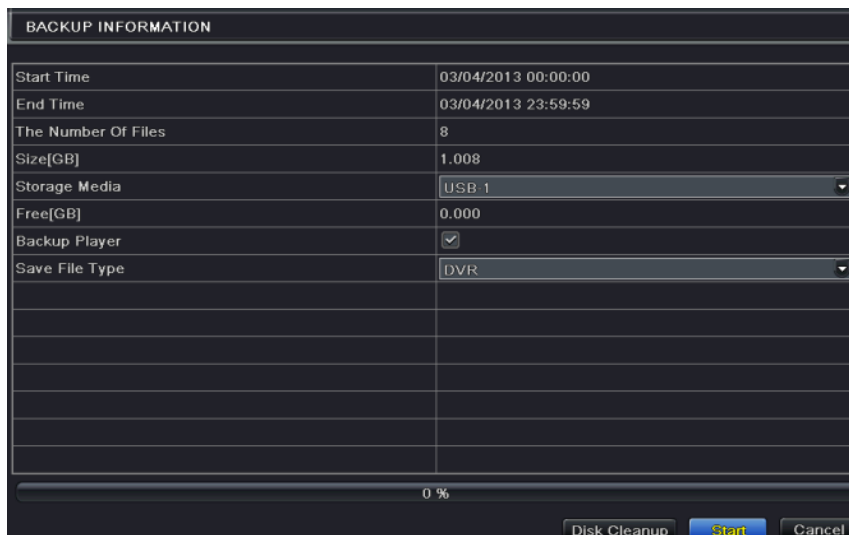 BACKUP INFORMATION
Start Time 03/04/2013 00:00:00
End Time 03/04/2013 23:59:59
The Number Of Files 8
Size[GB] 1.008
Storage Media USB-1
Free[GB] 0.000
Backup Player
Save File Type DVR
0 %
Disk Cleanup Start Cancel